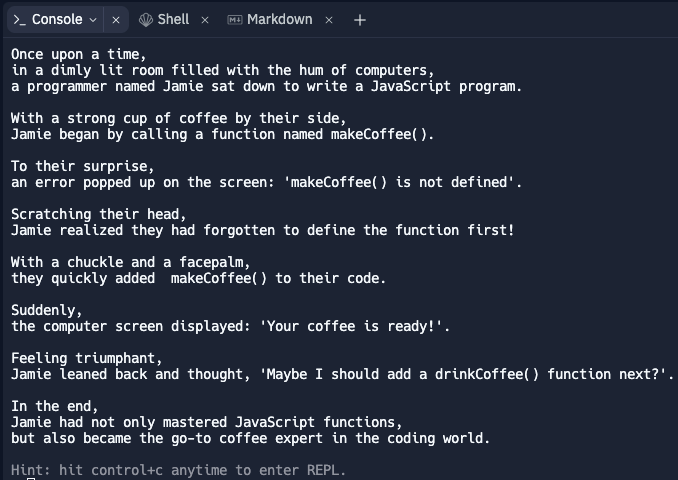 Console
Shell
Markdown
Once upon a time,
in a dimly lit room filled with the hum of computers,
a programmer named Jamie sat down to write a JavaScript program.
With a strong cup of coffee by their side,
Jamie began by calling a function named makeCoffee().
To their surprise,
an error popped up on the screen: 'makeCoffee() is not defined'.
Scratching their head,
Jamie realized they had forgotten to define the function first!
With a chuckle and a facepalm,
they quickly added  makeCoffee() to their code.
Suddenly,
the computer screen displayed: 'Your coffee is ready!'.
Feeling triumphant,
Jamie leaned back and thought, 'Maybe I should add a drinkCoffee() function next?'.
In the end,
Jamie had not only mastered JavaScript functions,
but also became the go-to coffee expert in the coding world.
Hint: hit control+c anytime to enter REPL.